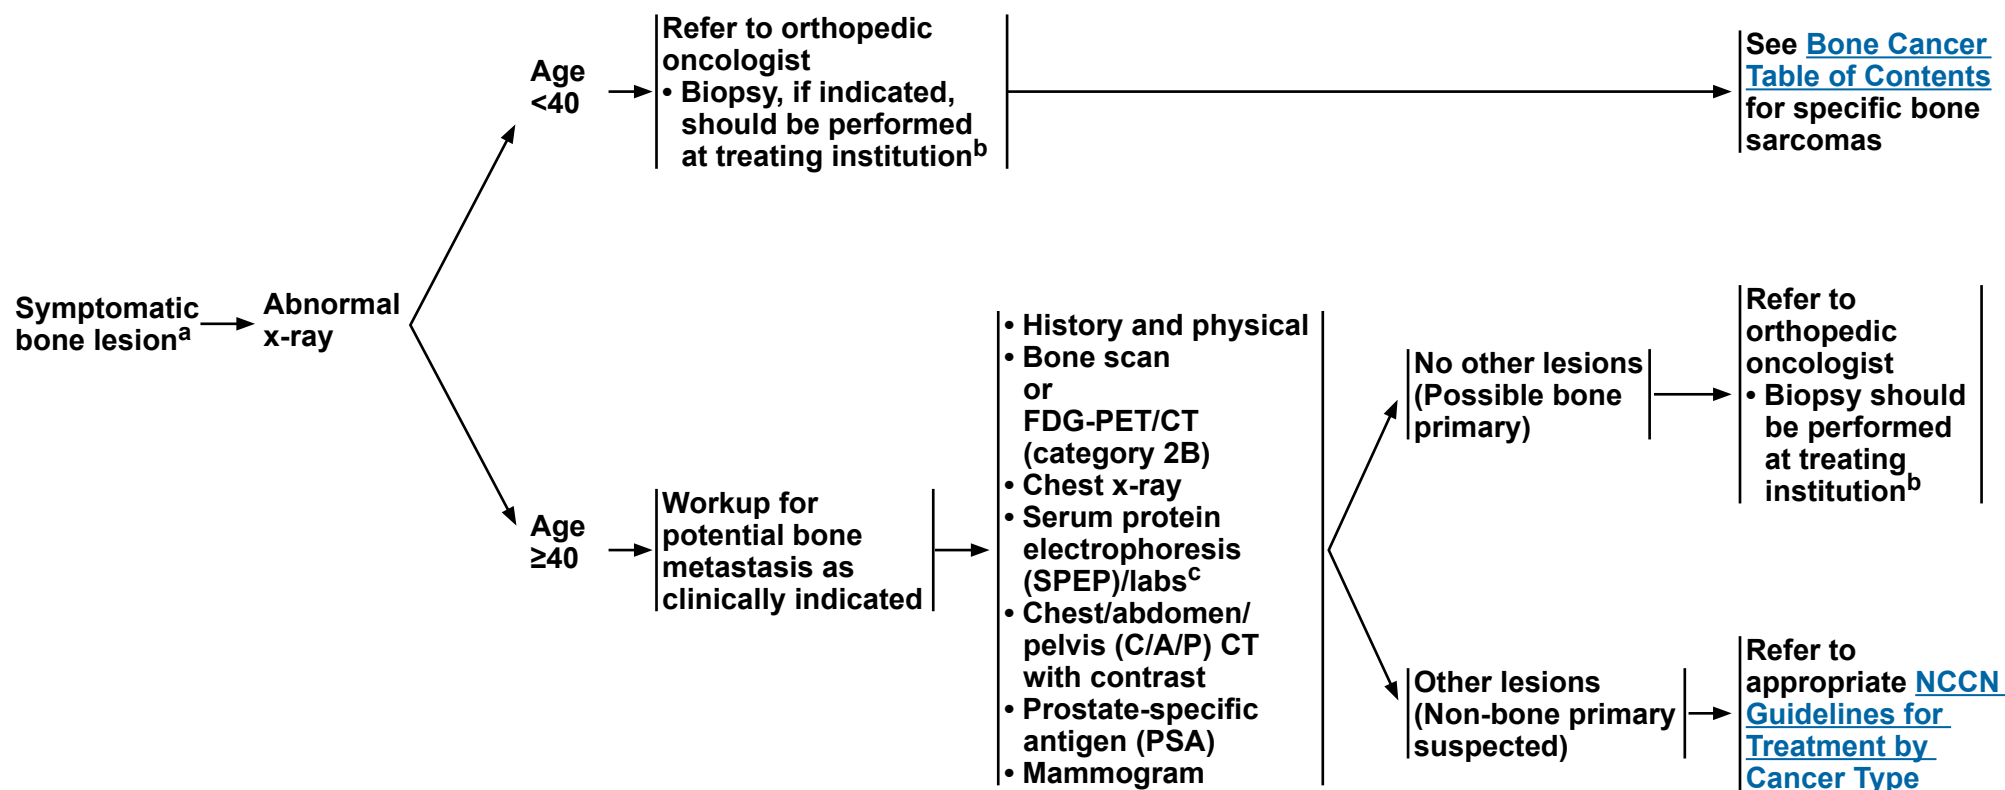 Symptomatic
bone lesionᵃ
Abnormal
x-ray
Age
<40
Refer to orthopedic
oncologist
• Biopsy, if indicated,
should be performed
at treating institutionᵇ
See Bone Cancer
Table of Contents
for specific bone
sarcomas
Age
≥40
Workup for
potential bone
metastasis as
clinically indicated
• History and physical
• Bone scan
or
FDG-PET/CT
(category 2B)
• Chest x-ray
• Serum protein
electrophoresis
(SPEP)/labsᶜ
• Chest/abdomen/
pelvis (C/A/P) CT
with contrast
• Prostate-specific
antigen (PSA)
• Mammogram
No other lesions
(Possible bone
primary)
Refer to
orthopedic
oncologist
• Biopsy should
be performed
at treating
institutionᵇ
Other lesions
(Non-bone primary
suspected)
Refer to
appropriate NCCN
Guidelines for
Treatment by
Cancer Type